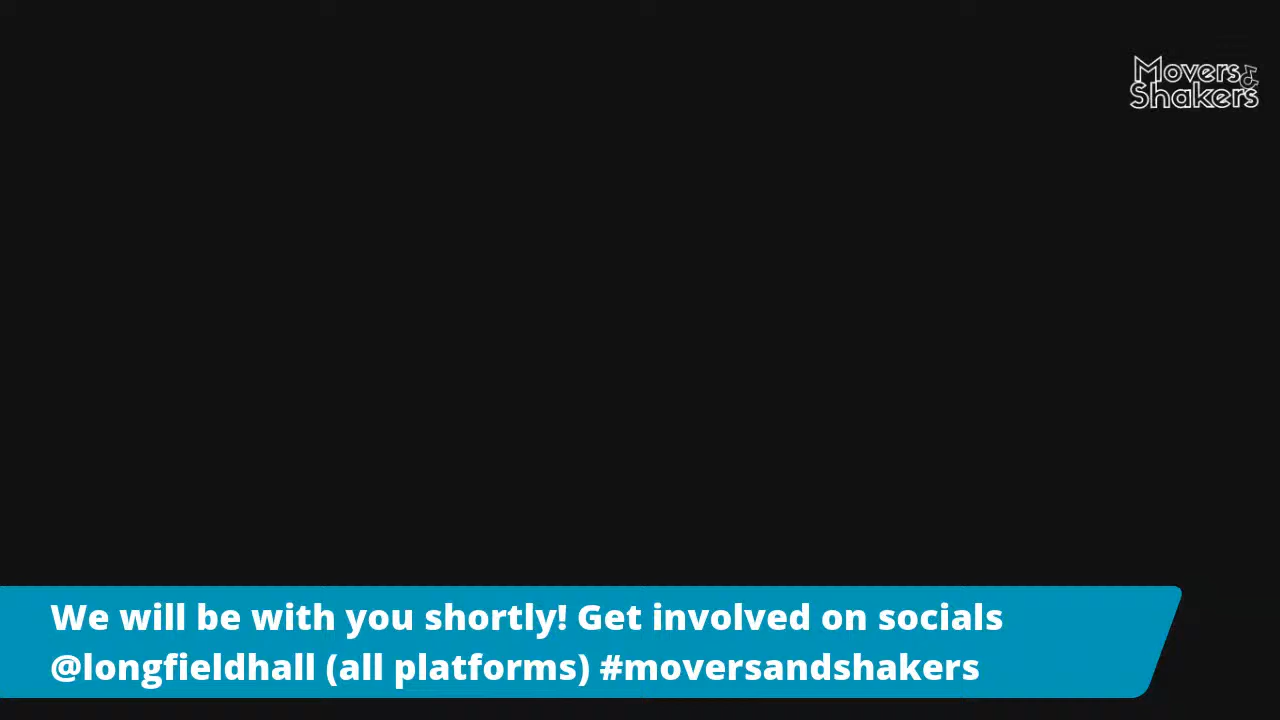 Movers &
Shakers
We will be with you shortly! Get involved on socials
@longfieldhall (all platforms) #moversandshakers